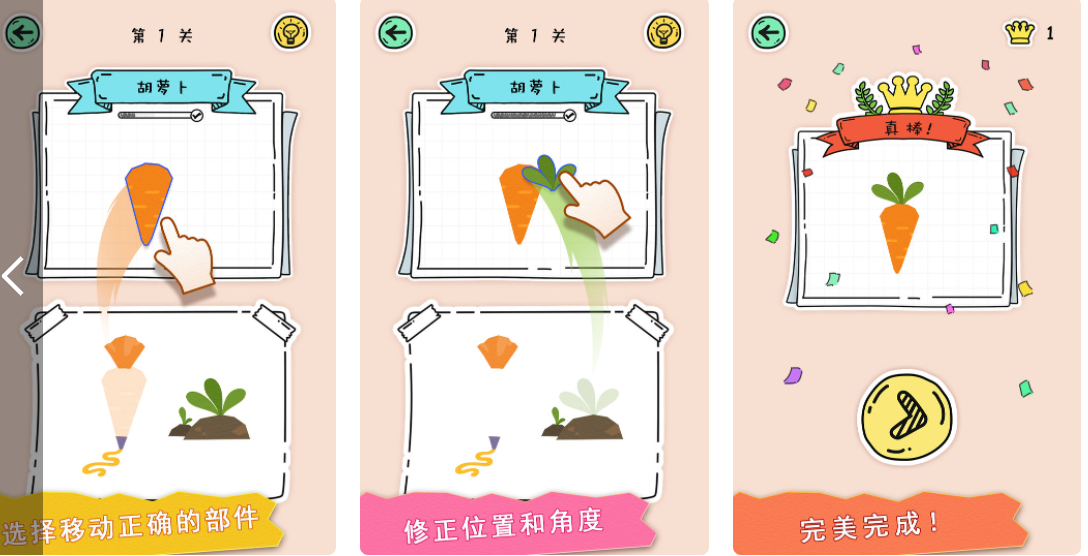 第 1 关
胡萝卜
选择移动正确的部件
第 1 关
胡萝卜
修正位置和角度
1
真棒!
完美完成!